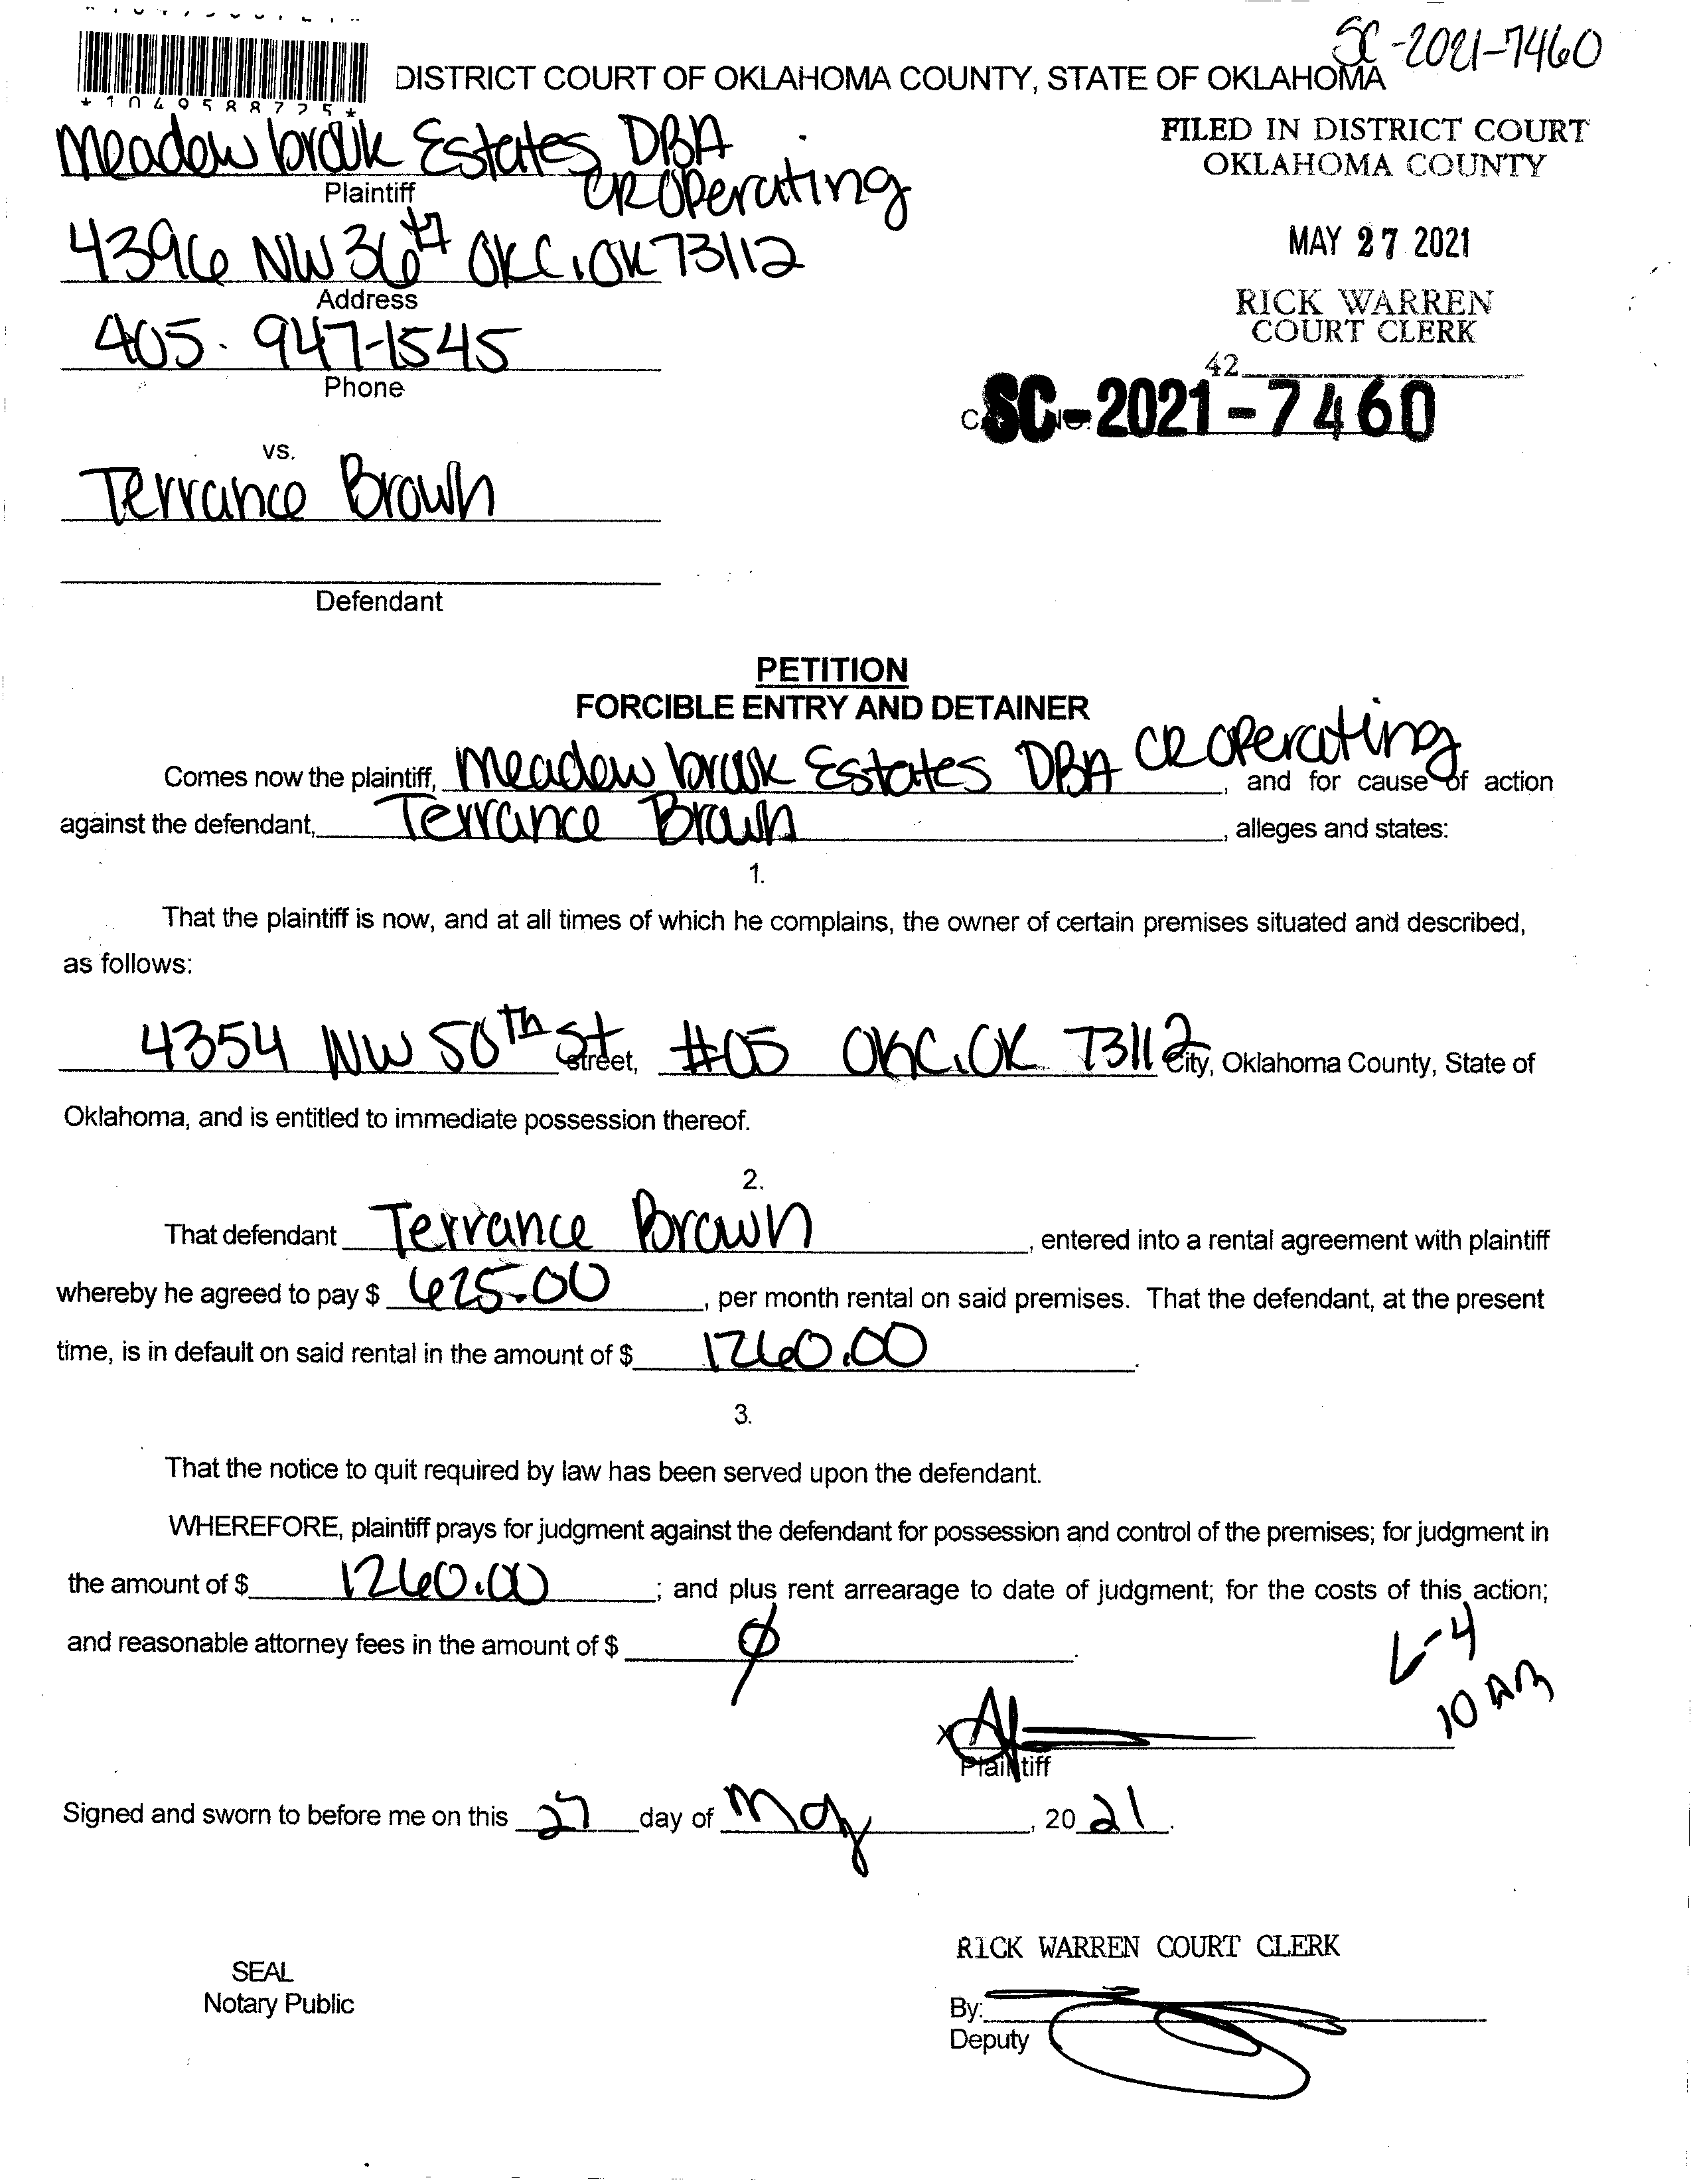 SC-2021-7460
DISTRICT COURT OF OKLAHOMA COUNTY, STATE OF OKLAHOMA
*1049588725*
FILED IN DISTRICT COURT
OKLAHOMA COUNTY
MAY 27 2021
RICK WARREN
COURT CLERK
42
SC-2021-7460
Meadowbrook Estates DBA
CR Operating
Plaintiff
4396 NW 36th OKC, OK 73112
Address
405. 947-1545
Phone
vs.
Terrance Brown
Defendant
PETITION
FORCIBLE ENTRY AND DETAINER
Comes now the plaintiff, Meadowbrook Estates DBA CR Operating, and for cause of action
against the defendant, Terrance Brown, alleges and states:
1.
That the plaintiff is now, and at all times of which he complains, the owner of certain premises situated and described,
as follows:
4354 NW 50th St Street, #05 OKC, OK 73112 City, Oklahoma County, State of
Oklahoma, and is entitled to immediate possession thereof.
2.
That defendant Terrance Brown, entered into a rental agreement with plaintiff
whereby he agreed to pay $ 625.00, per month rental on said premises. That the defendant, at the present
time, is in default on said rental in the amount of $ 1260.00.
3.
That the notice to quit required by law has been served upon the defendant.
WHEREFORE, plaintiff prays for judgment against the defendant for possession and control of the premises; for judgment in
the amount of $ 1260.00; and plus rent arrearage to date of judgment; for the costs of this action;
and reasonable attorney fees in the amount of $ ∅.
6-4
10 AM
X
Plaintiff
Signed and sworn to before me on this 27 day of May, 2021.
RICK WARREN COURT CLERK
SEAL
Notary Public
By:
Deputy